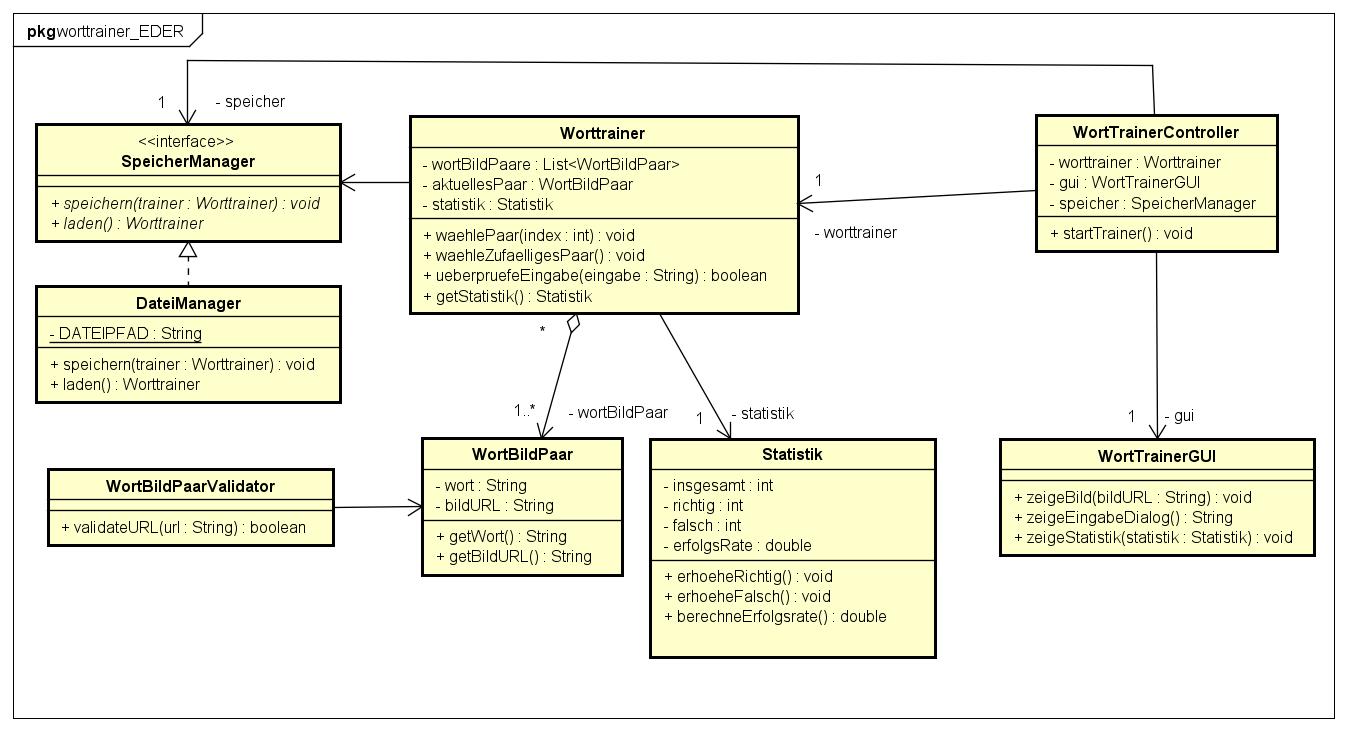 pkgworttrainer_EDER
1
- speicher
<<interface>>
SpeicherManager
+ speichern(trainer : Worttrainer) : void
+ laden() : Worttrainer
DateiManager
- DATEIPFAD : String
+ speichern(trainer : Worttrainer) : void
+ laden() : Worttrainer
Worttrainer
- wortBildPaare : List<WortBildPaar>
- aktuellesPaar : WortBildPaar
- statistik : Statistik
+ waehlePaar(index : int) : void
+ waehleZufaelligesPaar() : void
+ ueberpruefeEingabe(eingabe : String) : boolean
+ getStatistik() : Statistik
1
- worttrainer
WortTrainerController
- worttrainer : Worttrainer
- gui : WortTrainerGUI
- speicher : SpeicherManager
+ startTrainer() : void
*
1..*
- wortBildPaar
1
- statistik
1
- gui
WortBildPaarValidator
+ validateURL(url : String) : boolean
WortBildPaar
- wort : String
- bildURL : String
+ getWort() : String
+ getBildURL() : String
Statistik
- insgesamt : int
- richtig : int
- falsch : int
- erfolgsRate : double
+ erhoeheRichtig() : void
+ erhoeheFalsch() : void
+ berechneErfolgsrate() : double
WortTrainerGUI
+ zeigeBild(bildURL : String) : void
+ zeigeEingabeDialog() : String
+ zeigeStatistik(statistik : Statistik) : void